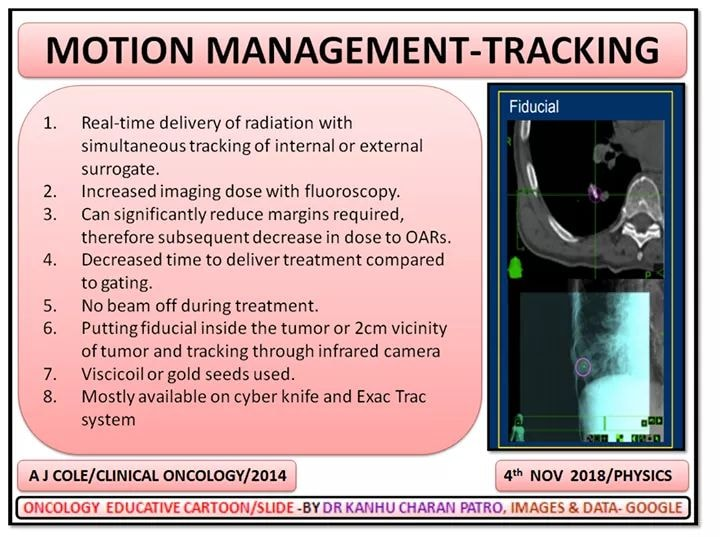 MOTION MANAGEMENT-TRACKING
1. Real-time delivery of radiation with
simultaneous tracking of internal or external
surrogate.
2. Increased imaging dose with fluoroscopy.
3. Can significantly reduce margins required,
therefore subsequent decrease in dose to OARs.
4. Decreased time to deliver treatment compared
to gating.
5. No beam off during treatment.
6. Putting fiducial inside the tumor or 2cm vicinity
of tumor and tracking through infrared camera
7. Viscicoil or gold seeds used.
8. Mostly available on cyber knife and Exac Trac
system
Fiducial
A J COLE/CLINICAL ONCOLOGY/2014
4th NOV 2018/PHYSICS
ONCOLOGY EDUCATIVE CARTOON/SLIDE -BY DR KANHU CHARAN PATRO, IMAGES & DATA- GOOGLE